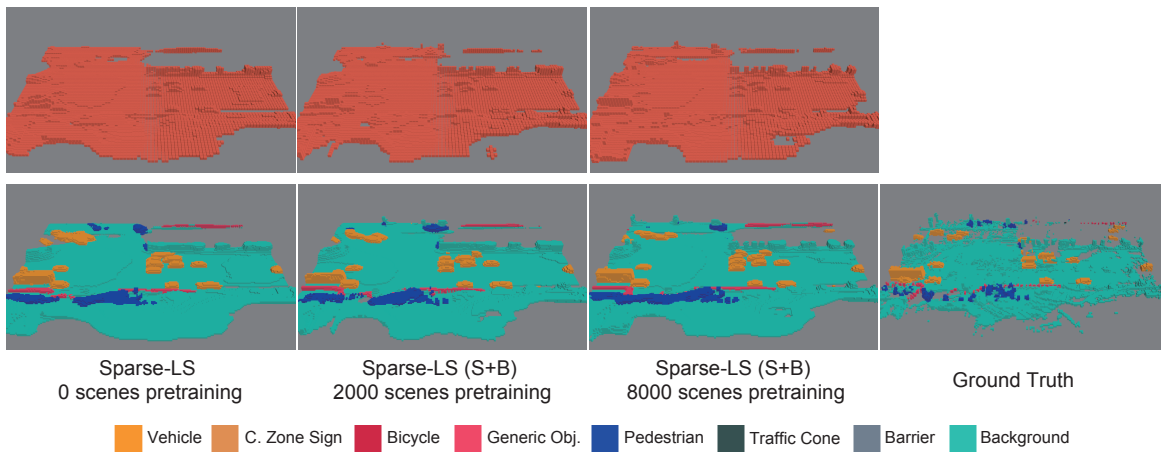 Sparse-LS
0 scenes pretraining
Sparse-LS (S+B)
2000 scenes pretraining
Sparse-LS (S+B)
8000 scenes pretraining
Ground Truth
Vehicle C. Zone Sign Bicycle Generic Obj. Pedestrian Traffic Cone Barrier Background